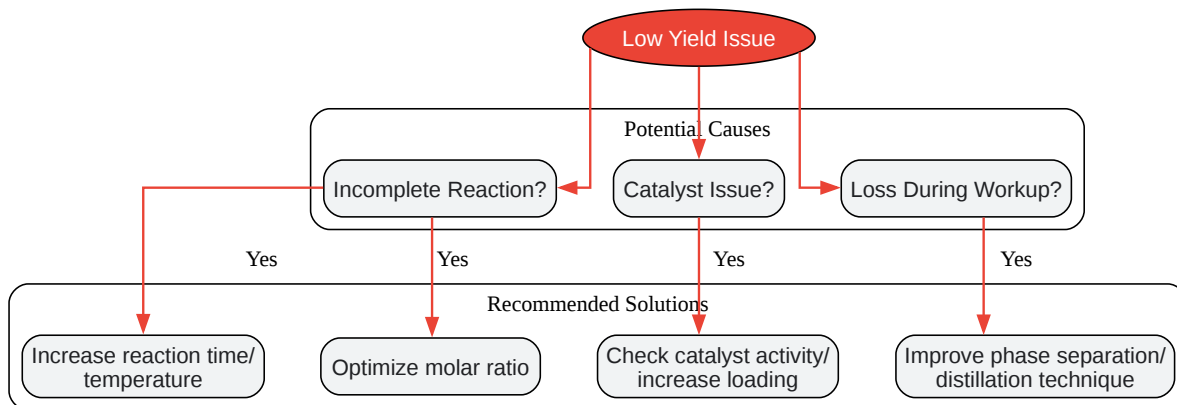 Low Yield Issue
Potential Causes
Incomplete Reaction?
Catalyst Issue?
Loss During Workup?
Yes
Yes
Yes
Yes
Recommended Solutions
Increase reaction time/
temperature
Optimize molar ratio
Check catalyst activity/
increase loading
Improve phase separation/
distillation technique